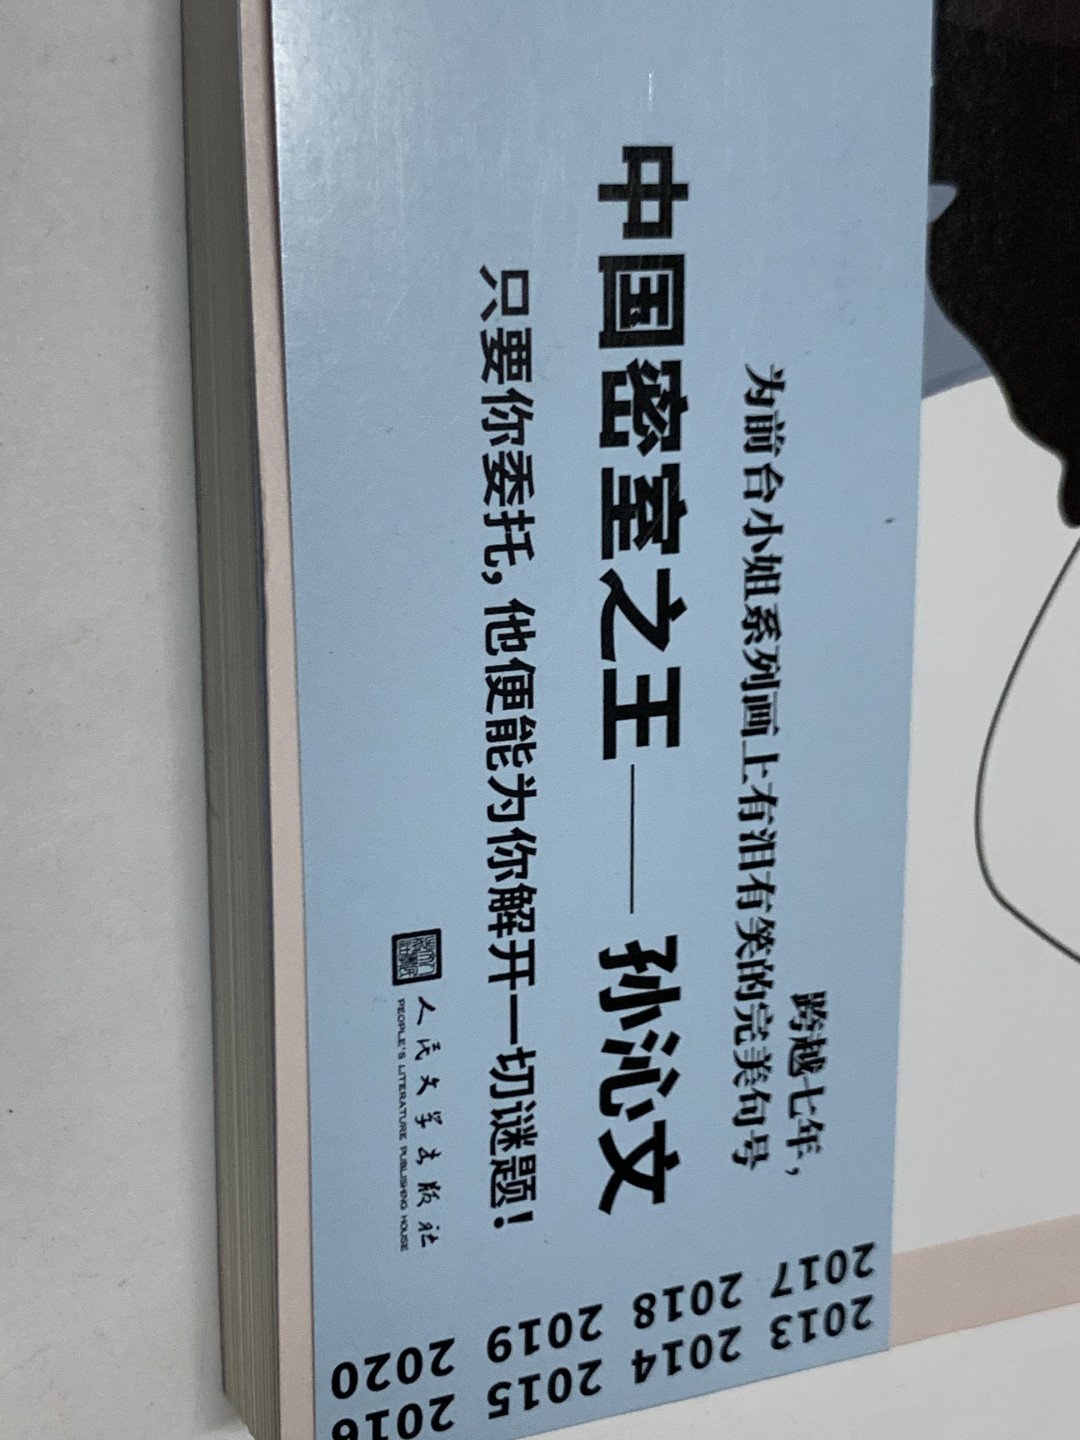 跨越七年，
为前台小姐系列画上有泪有笑的完美句号
中国密室之王——孙沁文
只要你委托，他便能为你解开一切谜题！
人民文学出版社
PEOPLE'S LITERATURE PUBLISHING HOUSE
2013 2014 2015 2016
2017 2018 2019 2020